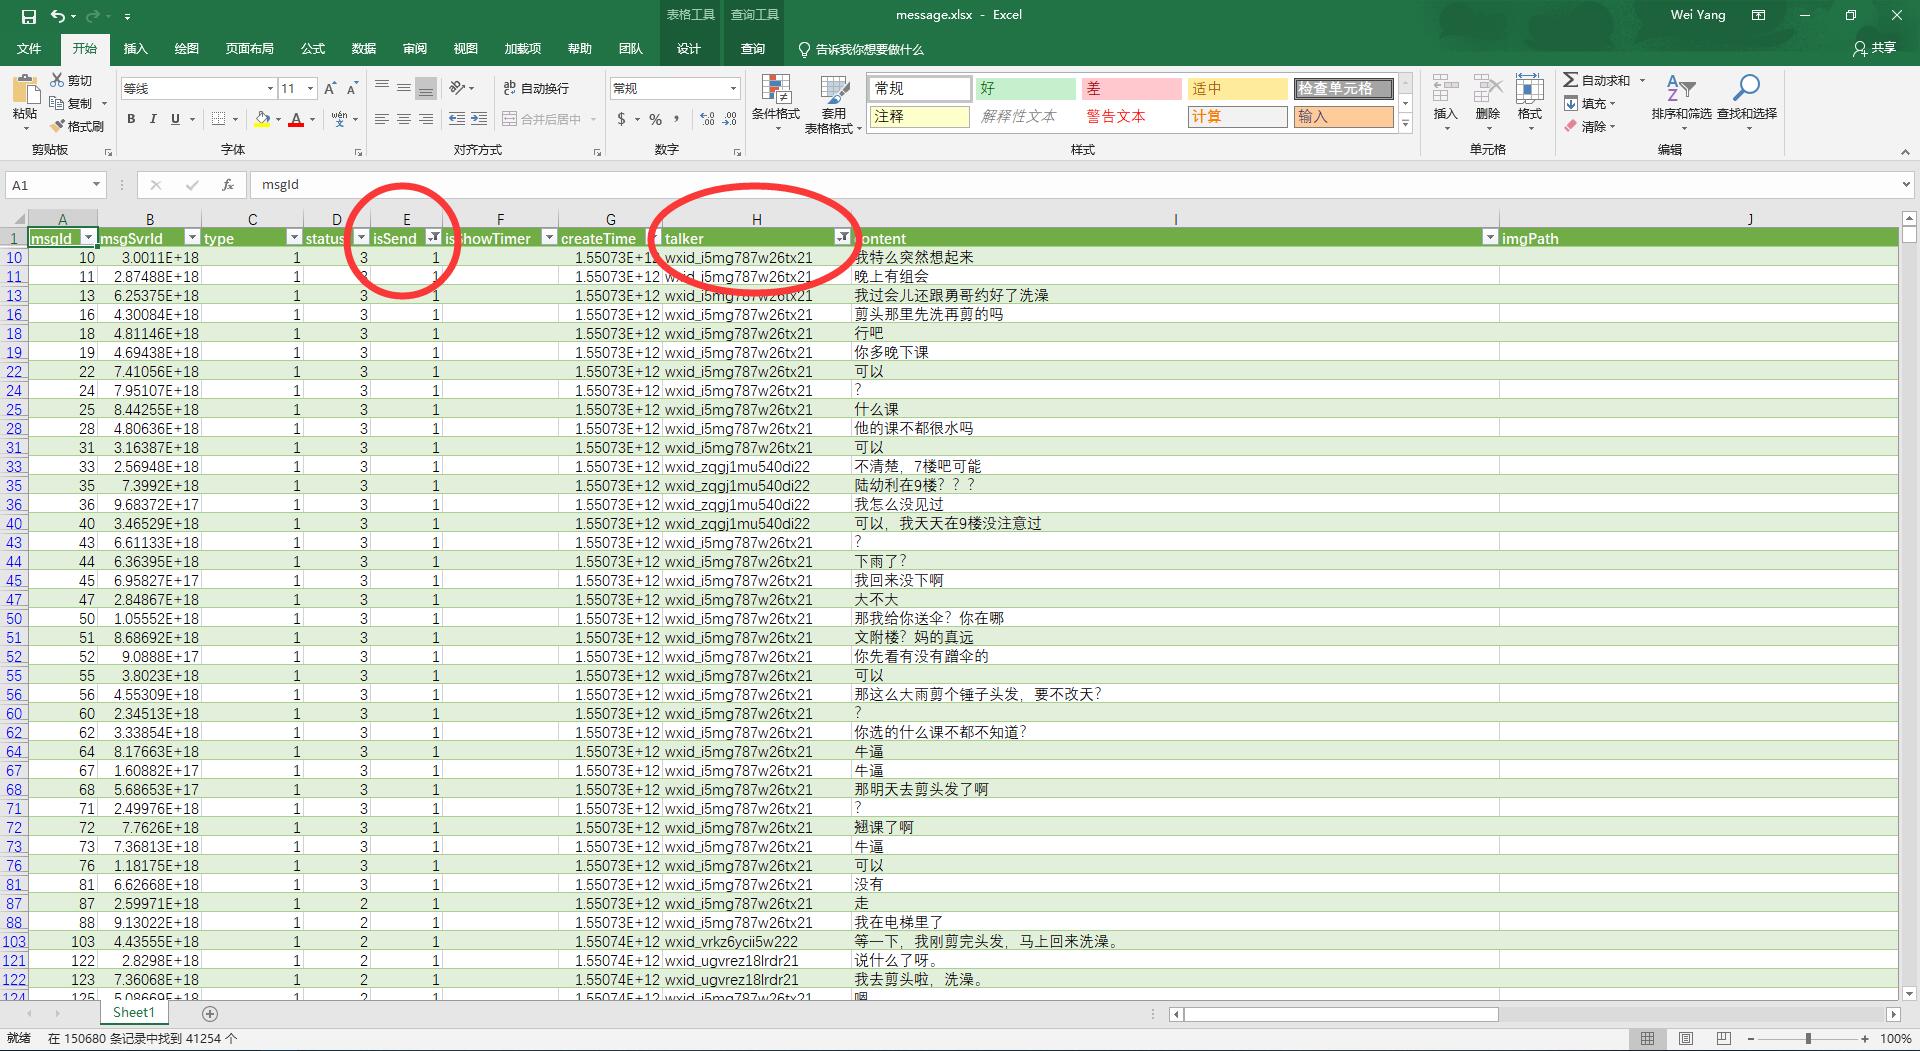 表格工具 查询工具 message.xlsx - Excel Wei Yang
文件 开始 插入 绘图 页面布局 公式 数据 审阅 视图 加载项 帮助 团队 设计 查询 告诉我你想要做什么 共享
粘贴 剪切 复制 格式刷 剪贴板
等线 11 B I U A 字体
自动换行 合并后居中 对齐方式
常规 $ % 数字
条件格式 套用表格格式
常规 好 差 适中 检查单元格
注释 解释性文本 警告文本 计算 输入
样式
插入 删除 格式 单元格
自动求和 填充 清除 排序和筛选 查找和选择 编辑
A1 fx msgId
A B C D E F G H I J
1 msgId msgSvrId type status isSend isShowTimer createTime talker content imgPath
10 10 3.0011E+18 1 3 1 1.55073E+12 wxid_i5mg787w26tx21 我特么突然想起来
11 11 2.87488E+18 1 3 1 1.55073E+12 wxid_i5mg787w26tx21 晚上有组会
13 13 6.25375E+18 1 3 1 1.55073E+12 wxid_i5mg787w26tx21 我过会儿还跟勇哥约好了洗澡
16 16 4.30084E+18 1 3 1 1.55073E+12 wxid_i5mg787w26tx21 剪头那里先洗再剪的吗
18 18 4.81146E+18 1 3 1 1.55073E+12 wxid_i5mg787w26tx21 行吧
19 19 4.69438E+18 1 3 1 1.55073E+12 wxid_i5mg787w26tx21 你多晚下课
22 22 7.41056E+18 1 3 1 1.55073E+12 wxid_i5mg787w26tx21 可以
24 24 7.95107E+18 1 3 1 1.55073E+12 wxid_i5mg787w26tx21 ？
25 25 8.44255E+18 1 3 1 1.55073E+12 wxid_i5mg787w26tx21 什么课
28 28 4.80636E+18 1 3 1 1.55073E+12 wxid_i5mg787w26tx21 他的课不都很水吗
31 31 3.16387E+18 1 3 1 1.55073E+12 wxid_i5mg787w26tx21 可以
33 33 2.56948E+18 1 3 1 1.55073E+12 wxid_zqgj1mu540di22 不清楚，7楼吧可能
35 35 7.3992E+18 1 3 1 1.55073E+12 wxid_zqgj1mu540di22 陆幼利在9楼？？？
36 36 9.68372E+17 1 3 1 1.55073E+12 wxid_zqgj1mu540di22 我怎么没见过
40 40 3.46529E+18 1 3 1 1.55073E+12 wxid_zqgj1mu540di22 可以，我天天在9楼没注意过
43 43 6.61133E+18 1 3 1 1.55073E+12 wxid_i5mg787w26tx21 ？
44 44 6.36395E+18 1 3 1 1.55073E+12 wxid_i5mg787w26tx21 下雨了？
45 45 6.95827E+17 1 3 1 1.55073E+12 wxid_i5mg787w26tx21 我回来没下啊
47 47 2.84867E+18 1 3 1 1.55073E+12 wxid_i5mg787w26tx21 大不大
50 50 1.05552E+18 1 3 1 1.55073E+12 wxid_i5mg787w26tx21 那我给你送伞？你在哪
51 51 8.68692E+18 1 3 1 1.55073E+12 wxid_i5mg787w26tx21 文附楼？妈的真远
52 52 9.0888E+17 1 3 1 1.55073E+12 wxid_i5mg787w26tx21 你先看有没有蹭伞的
55 55 3.8023E+18 1 3 1 1.55073E+12 wxid_i5mg787w26tx21 可以
56 56 4.55309E+18 1 3 1 1.55073E+12 wxid_i5mg787w26tx21 那这么大雨剪个锤子头发，要不改天？
60 60 2.34513E+18 1 3 1 1.55073E+12 wxid_i5mg787w26tx21 ？
62 62 3.33854E+18 1 3 1 1.55073E+12 wxid_i5mg787w26tx21 你选的什么课不都不知道？
64 64 8.17663E+18 1 3 1 1.55073E+12 wxid_i5mg787w26tx21 牛逼
67 67 1.60882E+17 1 3 1 1.55073E+12 wxid_i5mg787w26tx21 牛逼
68 68 5.68653E+17 1 3 1 1.55073E+12 wxid_i5mg787w26tx21 那明天去剪头发了啊
71 71 2.49976E+18 1 3 1 1.55073E+12 wxid_i5mg787w26tx21 ？
72 72 7.7626E+18 1 3 1 1.55073E+12 wxid_i5mg787w26tx21 翘课了啊
73 73 7.36813E+18 1 3 1 1.55073E+12 wxid_i5mg787w26tx21 牛逼
76 76 1.18175E+18 1 3 1 1.55073E+12 wxid_i5mg787w26tx21 可以
81 81 6.62668E+18 1 3 1 1.55073E+12 wxid_i5mg787w26tx21 没有
87 87 2.59971E+18 1 2 1 1.55073E+12 wxid_i5mg787w26tx21 走
88 88 9.13022E+18 1 2 1 1.55073E+12 wxid_i5mg787w26tx21 我在电梯里了
103 103 4.43555E+18 1 2 1 1.55074E+12 wxid_vrkz6ycii5w222 等一下，我刚剪完头发，马上回来洗澡。
121 122 2.8298E+18 1 2 1 1.55074E+12 wxid_ugvrez18lrdr21 说什么了呀。
122 123 7.36068E+18 1 2 1 1.55074E+12 wxid_ugvrez18lrdr21 我去剪头啦，洗澡。
124 125 5.08669E+18 1 2 1 1.55074E+12 wxid_i5mg787w26tx21 嗯
Sheet1
就绪 在 150680 条记录中找到 41254 个 100%